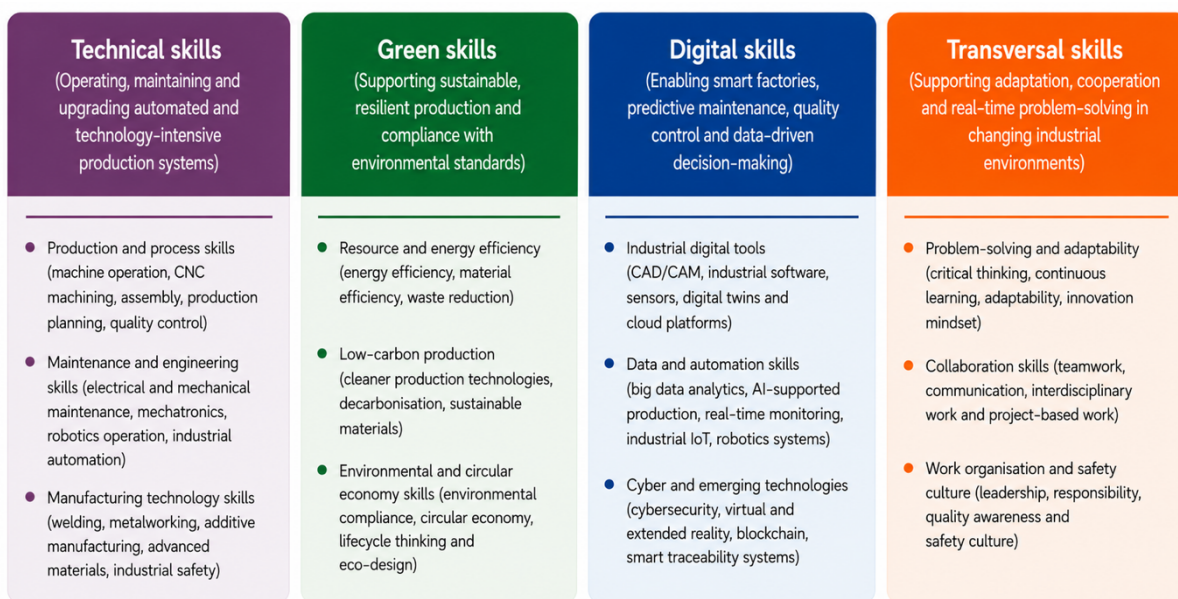 Technical skills
(Operating, maintaining and
upgrading automated and
technology-intensive
production systems)
Production and process skills
(machine operation, CNC
machining, assembly, production
planning, quality control)
Maintenance and engineering
skills (electrical and mechanical
maintenance, mechatronics,
robotics operation, industrial
automation)
Manufacturing technology skills
(welding, metalworking, additive
manufacturing, advanced
materials, industrial safety)
Green skills
(Supporting sustainable,
resilient production and
compliance with
environmental standards)
Resource and energy efficiency
(energy efficiency, material
efficiency, waste reduction)
Low-carbon production
(cleaner production technologies,
decarbonisation, sustainable
materials)
Environmental and circular
economy skills (environmental
compliance, circular economy,
lifecycle thinking and
eco-design)
Digital skills
(Enabling smart factories,
predictive maintenance, quality
control and data-driven
decision-making)
Industrial digital tools
(CAD/CAM, industrial software,
sensors, digital twins and
cloud platforms)
Data and automation skills
(big data analytics, AI-supported
production, real-time monitoring,
industrial IoT, robotics systems)
Cyber and emerging technologies
(cybersecurity, virtual and
extended reality, blockchain,
smart traceability systems)
Transversal skills
(Supporting adaptation, cooperation
and real-time problem-solving in
changing industrial
environments)
Problem-solving and adaptability
(critical thinking, continuous
learning, adaptability, innovation
mindset)
Collaboration skills (teamwork,
communication, interdisciplinary
work and project-based work)
Work organisation and safety
culture (leadership, responsibility,
quality awareness and
safety culture)